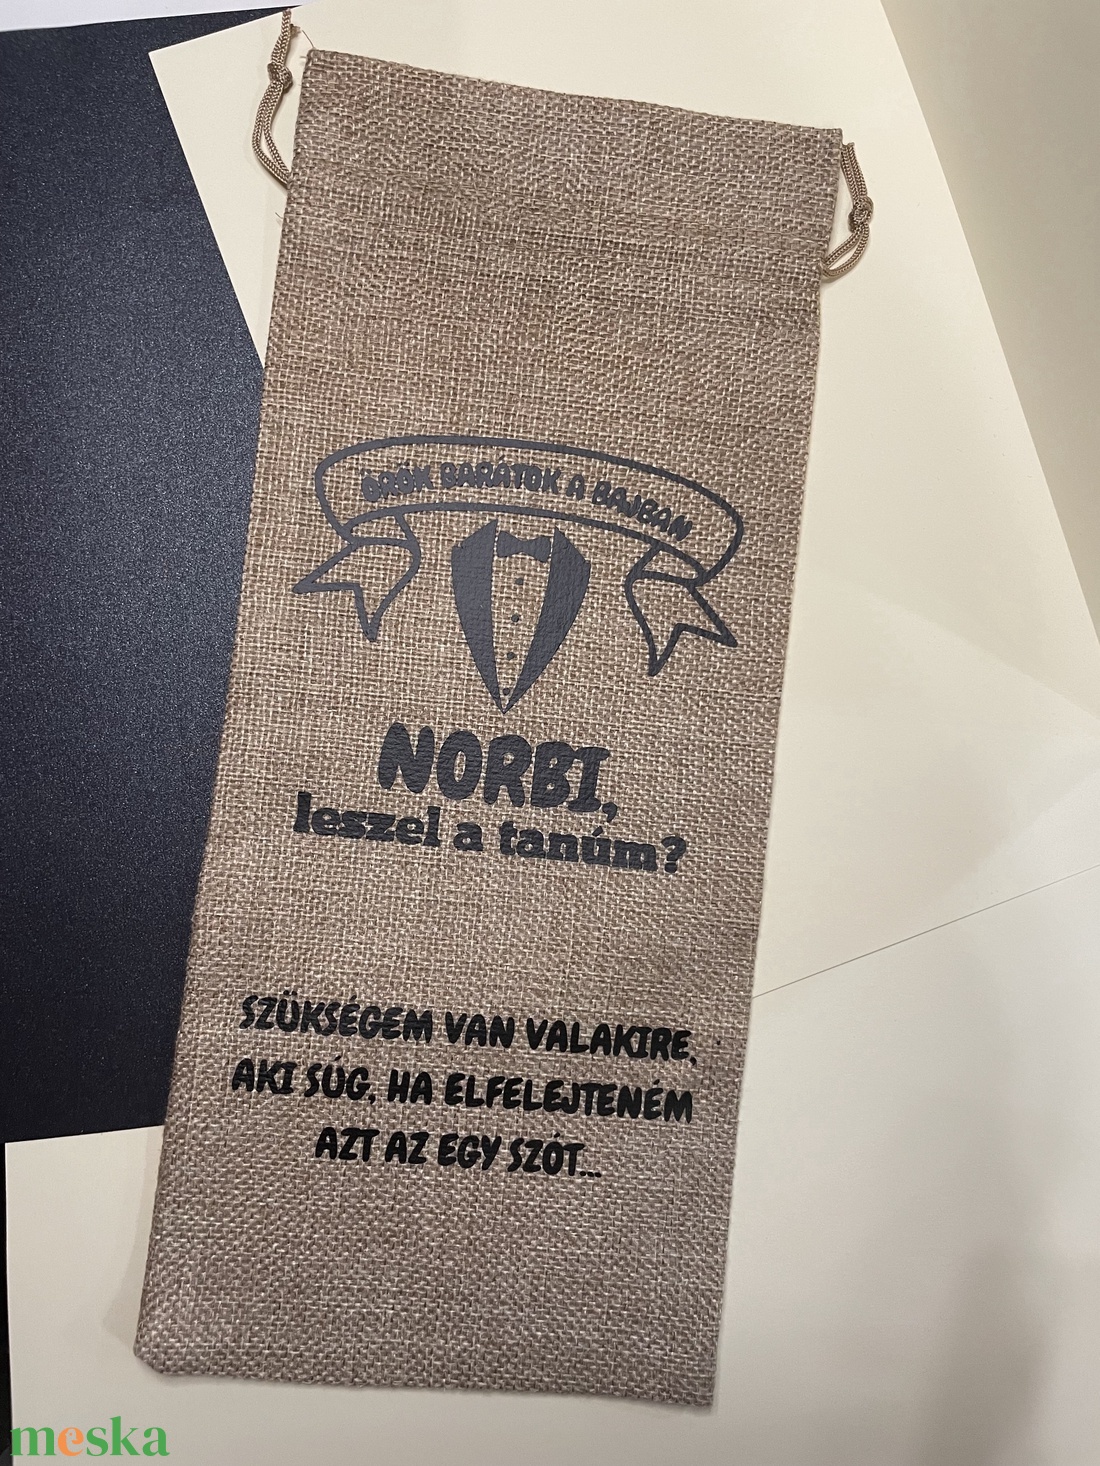 ÖRÖK BARÁTOK A BAJBAN
NORBI,
leszel a tanúm?
SZÜKSÉGEM VAN VALAKIRE,
AKI SÚG, HA ELFELEJTENÉM
AZT AZ EGY SZÓT...
meska